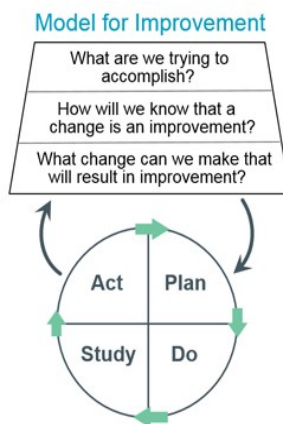 Model for Improvement
What are we trying to
accomplish?
How will we know that a
change is an improvement?
What change can we make that
will result in improvement?
Act
Plan
Study
Do